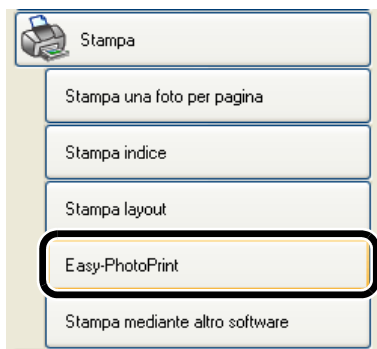 Stampa
Stampa una foto per pagina
Stampa indice
Stampa layout
Easy-PhotoPrint
Stampa mediante altro software